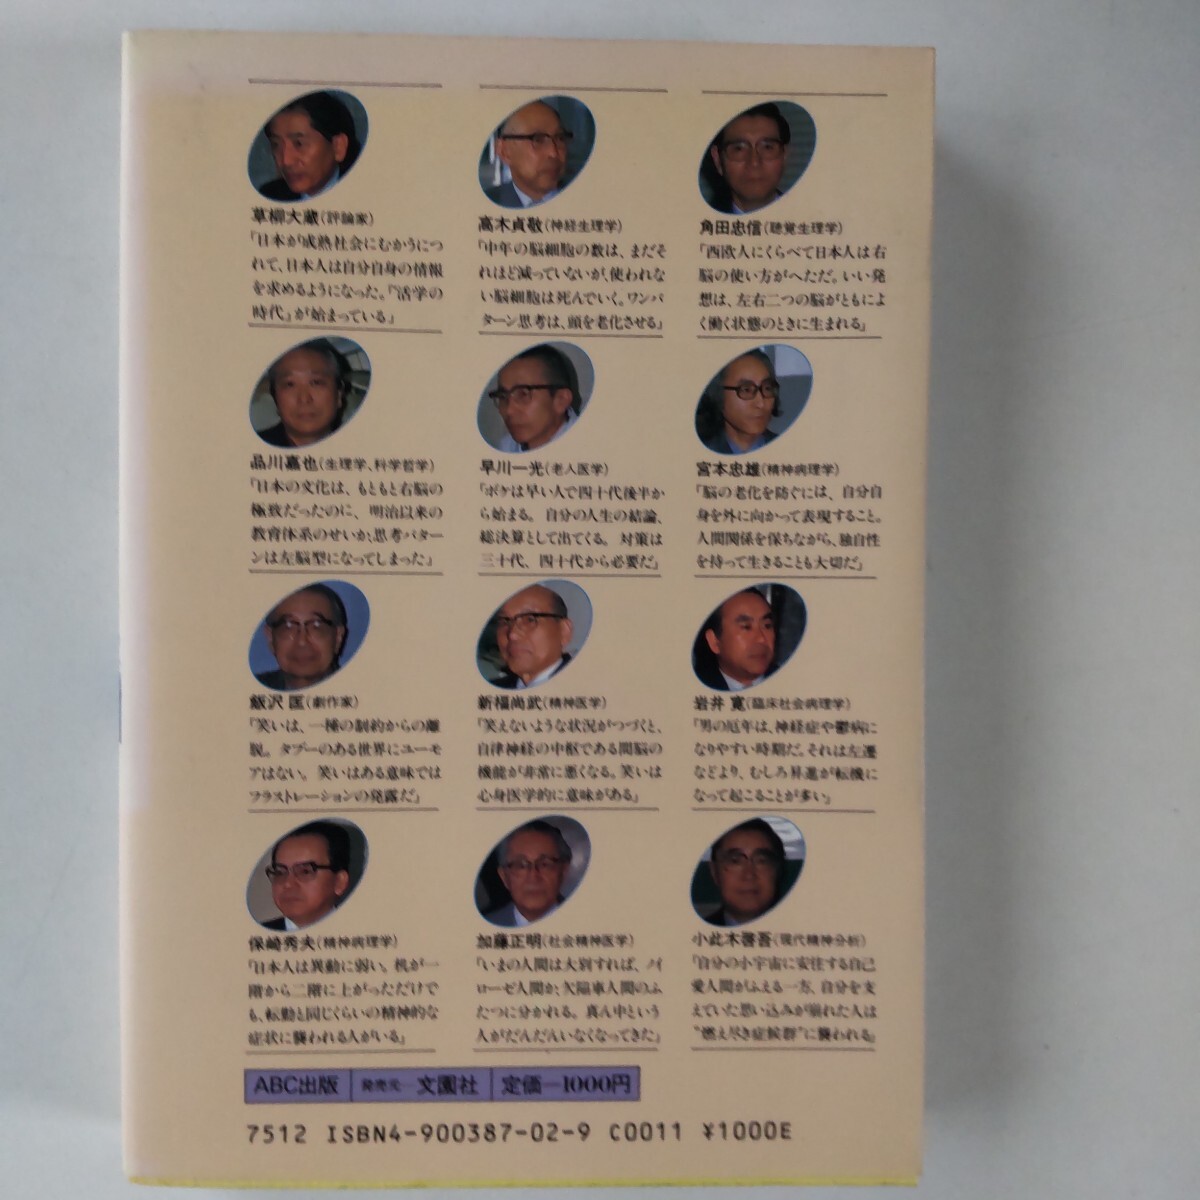 草柳大蔵(評論家)
「日本が成熟社会にむかうにつ
れて、日本人は自分自身の情報
を求めるようになった。『活学の
時代』が始まっている」
高木貞敬(神経生理学)
「中年の脳細胞の数は、まだそ
れほど減っていないが、使われな
い脳細胞は死んでいく。ワンパ
ターン思考は、頭を老化させる」
角田忠信(聴覚生理学)
「西欧人にくらべて日本人は右
脳の使い方がへただ。いい発
想は、左右二つの脳がともによ
く働く状態のときに生まれる」
品川嘉也(生理学、科学哲学)
「日本の文化は、もともと右脳の
極致だったのに、明治以来の
教育体系のせいか、思考パター
ンは左脳型になってしまった」
早川一光(老人医学)
「ボケは早い人で四十代後半か
ら始まる。自分の人生の結論、
総決算として出てくる。対策は
三十代、四十代から必要だ」
宮本忠雄(精神病理学)
「脳の老化を防ぐには、自分自
身を外に向かって表現すること。
人間関係を保ちながら、独自性
を持って生きることも大切だ」
飯沢 匡(劇作家)
「笑いは、一種の制約からの離
脱。タブーのある世界にユーモ
アはない。笑いはある意味では
フラストレーションの発露だ」
新福尚武(精神医学)
「笑えないような状況がつづくと、
自律神経の中枢である間脳の
機能が非常に悪くなる。笑いは
心身医学的に意味がある」
岩井 寛(臨床社会病理学)
「男の厄年は、神経症や鬱病に
なりやすい時期だ。それは左遷
などより、むしろ昇進が転機に
なって起こることが多い」
保崎秀夫(精神病理学)
「日本人は異動に弱い。机が一
階から二階に上がっただけで
も、転勤と同じくらいの精神的な
症状に襲われる人がいる」
加藤正明(社会精神医学)
「いまの人間は大別すれば、ノイ
ローゼ人間か、欠陥車人間のふ
たつに分かれる。真ん中という
人がだんだんいなくなってきた」
小此木啓吾(現代精神分析)
「自分の小宇宙に安住する自己
愛人間がふえる一方、自分を支
えていた思い込みが崩れた人は
“燃え尽き症候群”に襲われる」
ABC出版 発売元―文園社 定価―1000円
7512 ISBN4-900387-02-9 C0011 ¥1000E